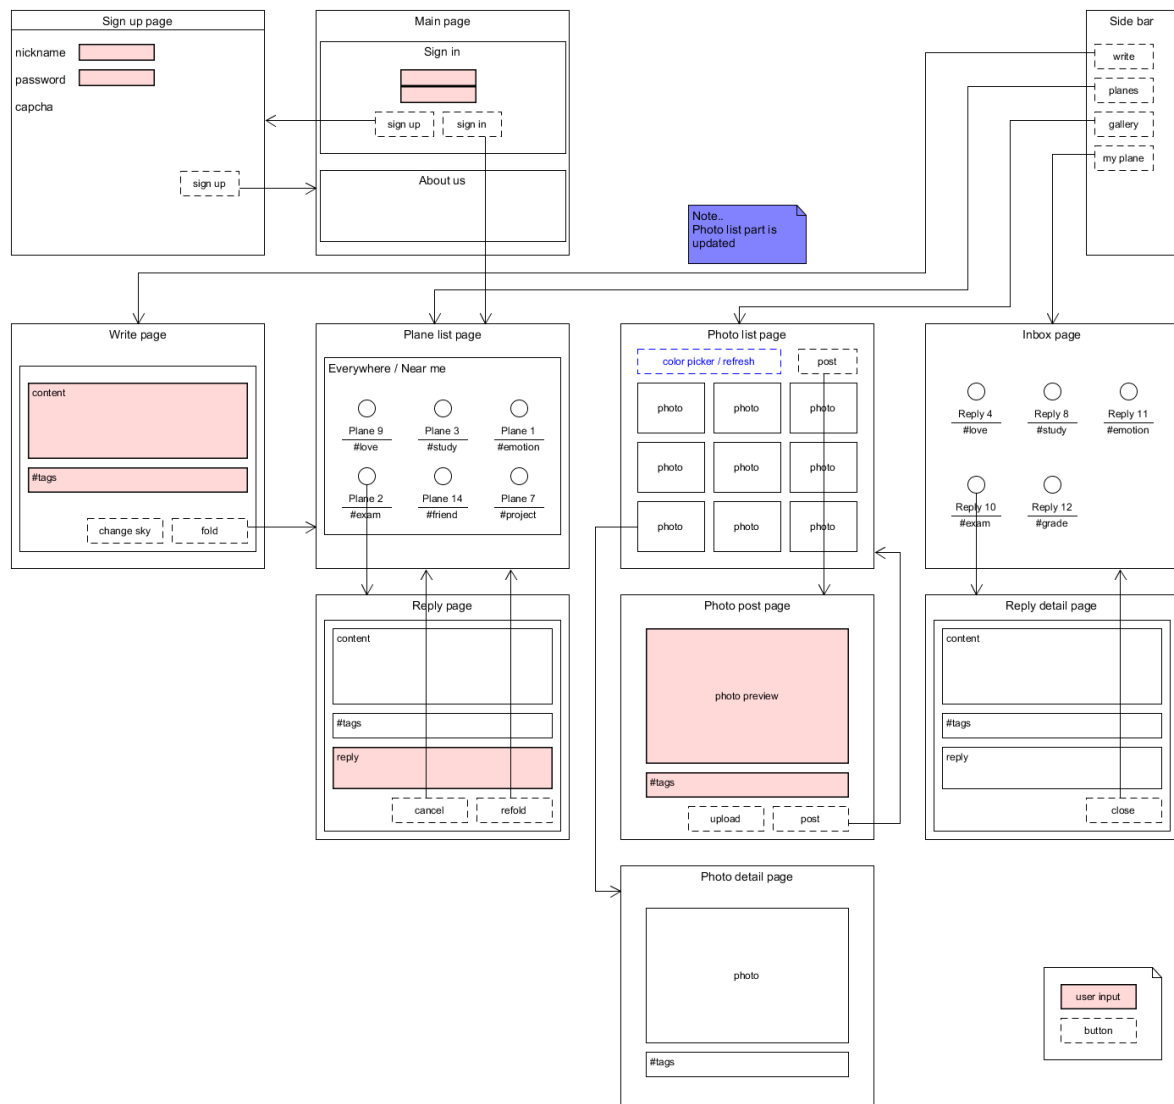 Sign up page
nickname
password
capcha
sign up
Main page
Sign in
sign up
sign in
About us
Side bar
write
planes
gallery
my plane
Note..
Photo list part is
updated
Write page
content
#tags
change sky
fold
Plane list page
Everywhere / Near me
Plane 9
#love
Plane 3
#study
Plane 1
#emotion
Plane 2
#exam
Plane 14
#friend
Plane 7
#project
Photo list page
color picker / refresh
post
photo
photo
photo
photo
photo
photo
photo
photo
photo
Inbox page
Reply 4
#love
Reply 8
#study
Reply 11
#emotion
Reply 10
#exam
Reply 12
#grade
Reply page
content
#tags
reply
cancel
refold
Photo post page
photo preview
#tags
upload
post
Reply detail page
content
#tags
reply
close
Photo detail page
photo
#tags
user input
button